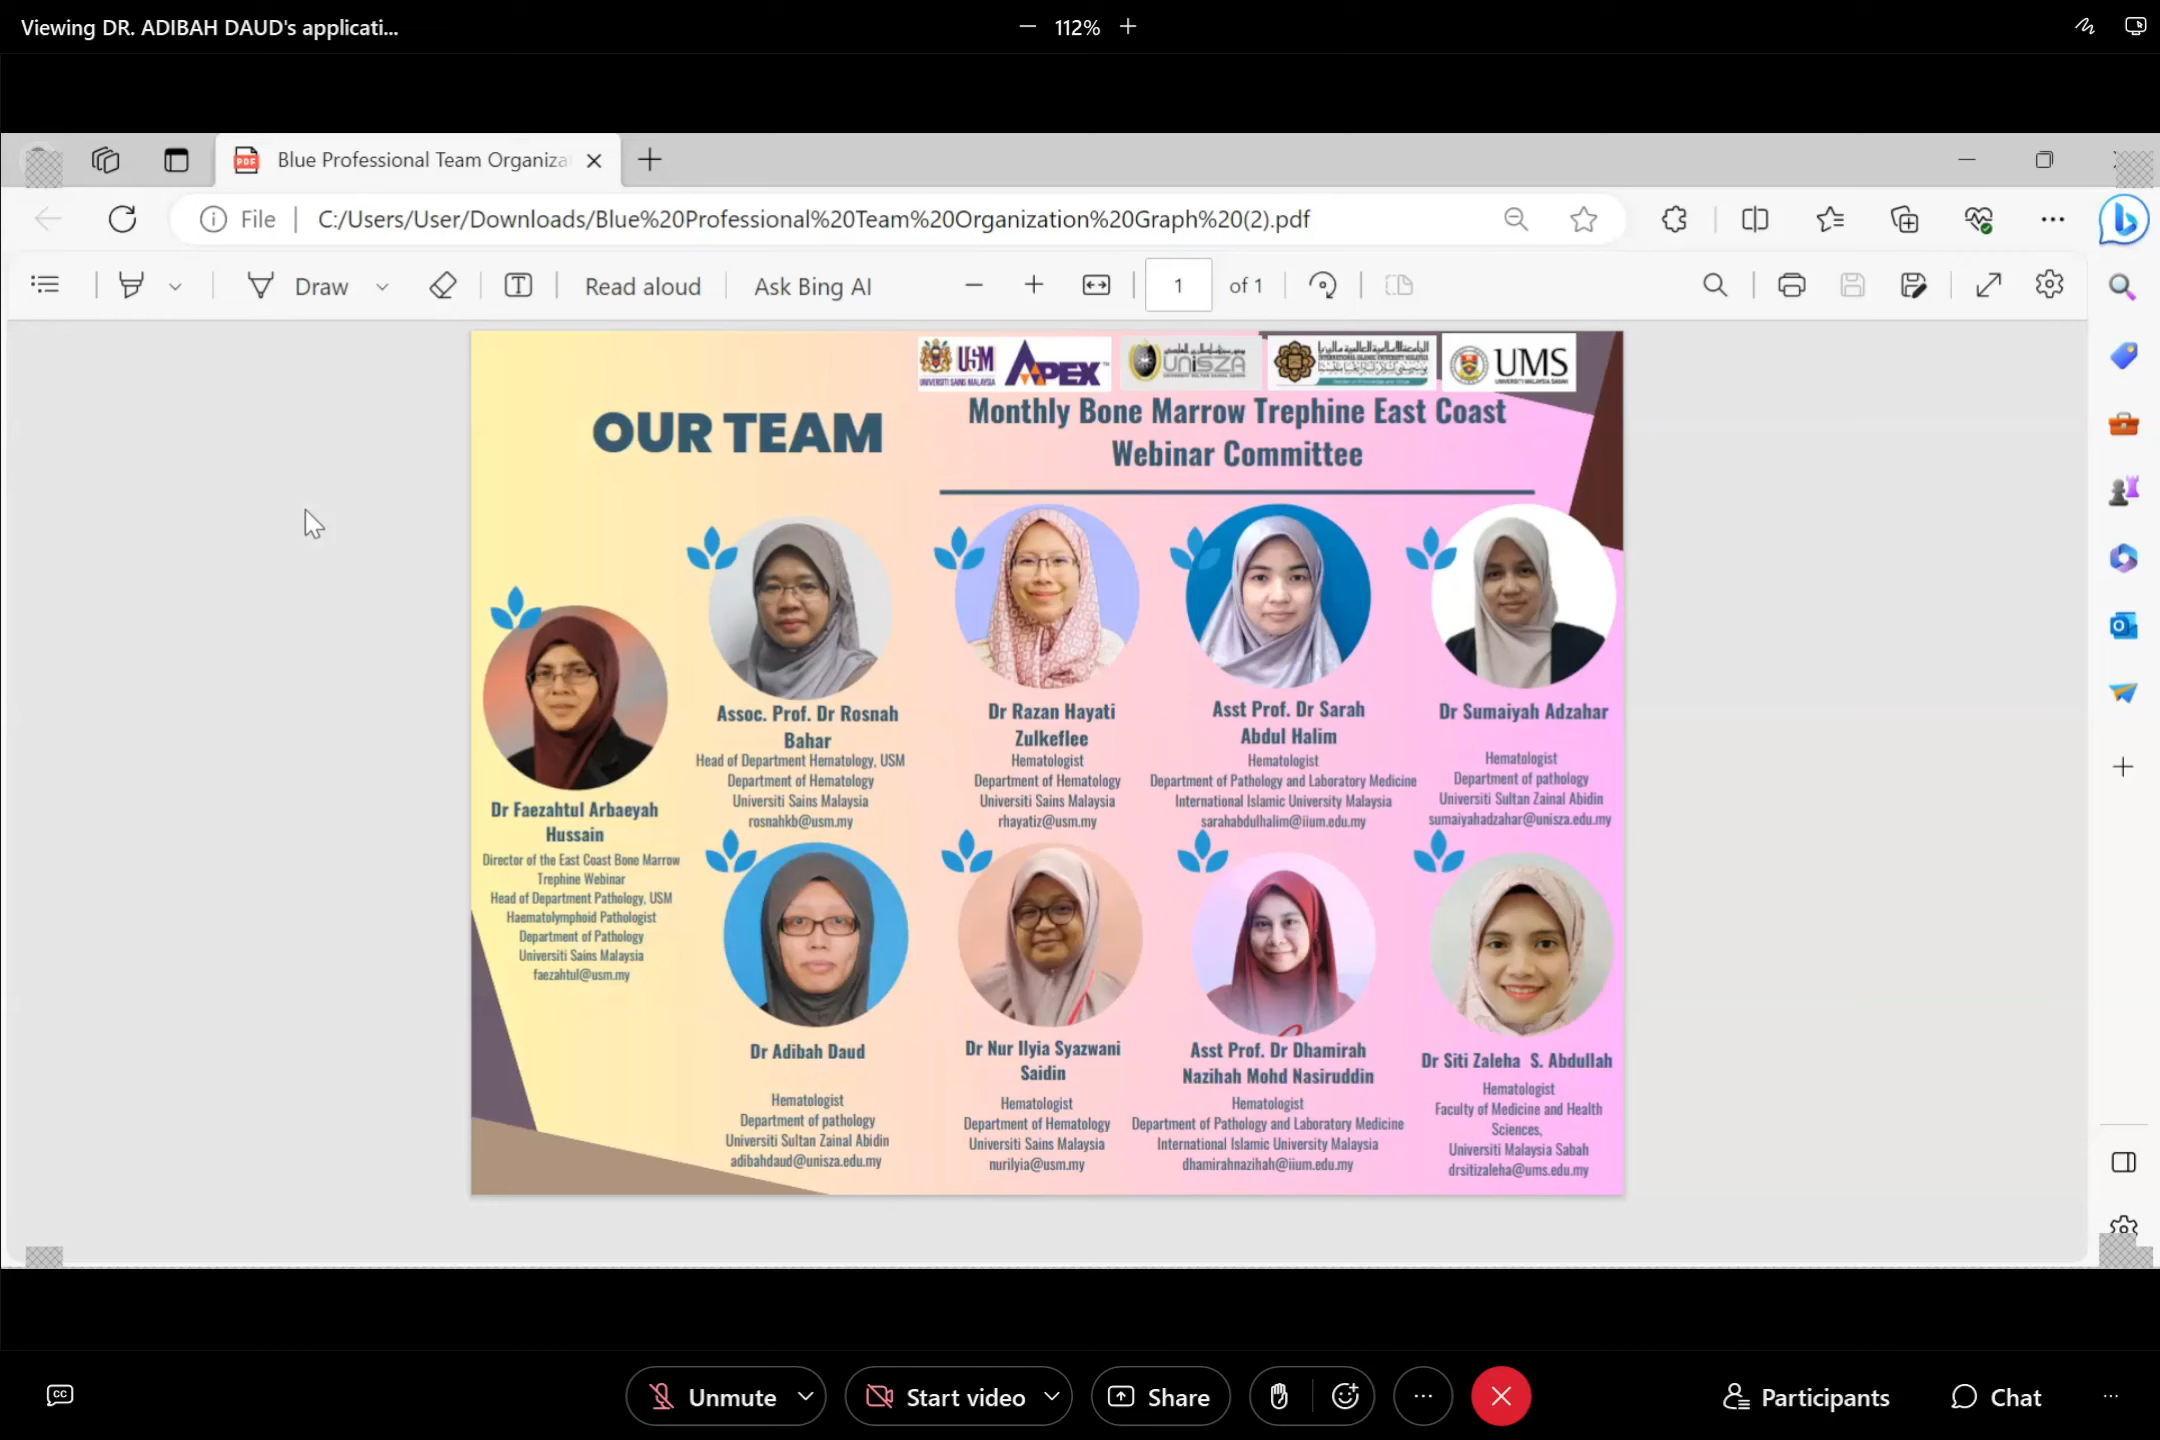 Viewing DR. ADIBAH DAUD's applicati...
112%
Blue Professional Team Organiza
File
C:/Users/User/Downloads/Blue%20Professional%20Team%20Organization%20Graph%20(2).pdf
Draw
Read aloud
Ask Bing AI
1
of 1
USM
UNIVERSITI SAINS MALAYSIA
APEX
UniSZA
INTERNATIONAL ISLAMIC UNIVERSITY MALAYSIA
UMS
UNIVERSITI MALAYSIA SABAH
OUR TEAM
Monthly Bone Marrow Trephine East Coast
Webinar Committee
Dr Faezahtul Arbaeyah
Hussain
Director of the East Coast Bone Marrow
Trephine Webinar
Head of Department Pathology, USM
Haematolymphoid Pathologist
Department of Pathology
Universiti Sains Malaysia
faezahtul@usm.my
Assoc. Prof. Dr Rosnah
Bahar
Head of Department Hematology, USM
Department of Hematology
Universiti Sains Malaysia
rosnahkb@usm.my
Dr Razan Hayati
Zulkeflee
Hematologist
Department of Hematology
Universiti Sains Malaysia
rhayatiz@usm.my
Asst Prof. Dr Sarah
Abdul Halim
Hematologist
Department of Pathology and Laboratory Medicine
International Islamic University Malaysia
sarahabdulhalim@iium.edu.my
Dr Sumaiyah Adzahar
Hematologist
Department of pathology
Universiti Sultan Zainal Abidin
sumaiyahadzahar@unisza.edu.my
Dr Adibah Daud
Hematologist
Department of pathology
Universiti Sultan Zainal Abidin
adibahdaud@unisza.edu.my
Dr Nur Ilyia Syazwani
Saidin
Hematologist
Department of Hematology
Universiti Sains Malaysia
nurilyia@usm.my
Asst Prof. Dr Dhamirah
Nazihah Mohd Nasiruddin
Hematologist
Department of Pathology and Laboratory Medicine
International Islamic University Malaysia
dhamirahnazihah@iium.edu.my
Dr Siti Zaleha S. Abdullah
Hematologist
Faculty of Medicine and Health
Sciences,
Universiti Malaysia Sabah
drsitizaleha@ums.edu.my
CC
Unmute
Start video
Share
Participants
Chat